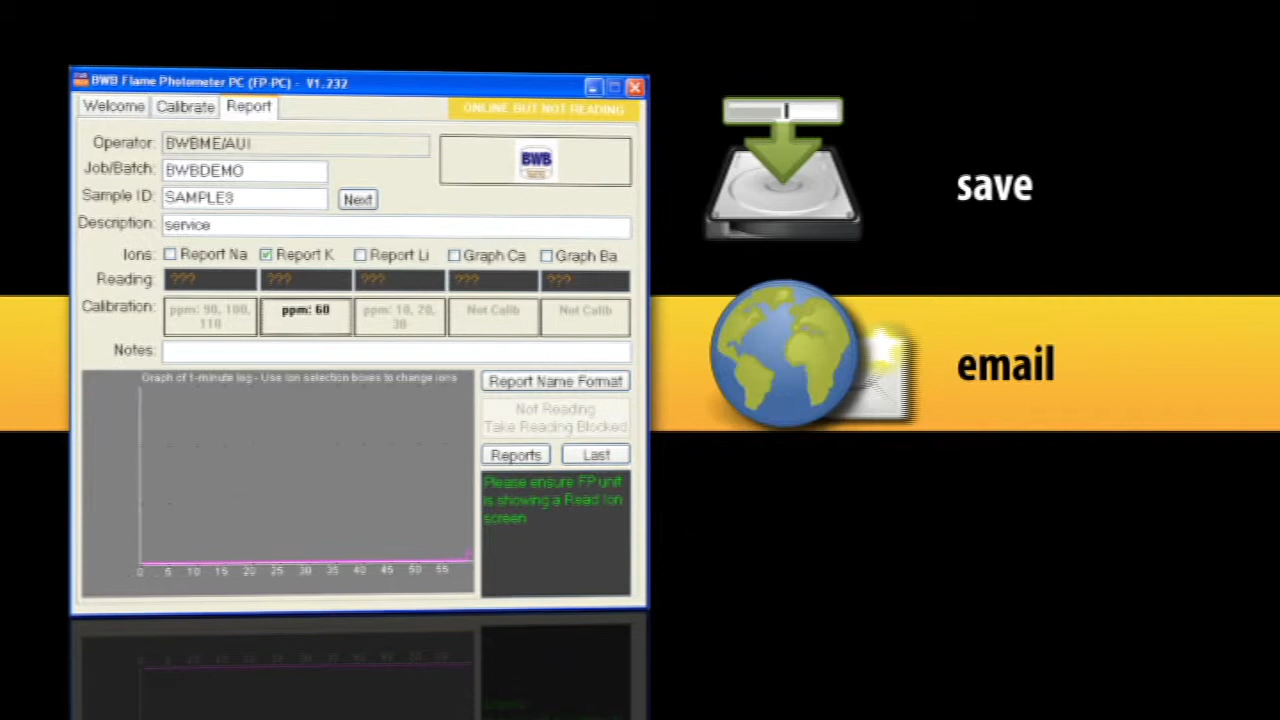 BWB Flame Photometer PC (FP-PC) - V1.232
Welcome Calibrate Report
ONLINE BUT NOT READING
Operator: BWBME/AUI
BWB
Job/Batch: BWBDEMO
Sample ID: SAMPLE3 Next
Description: service
Ions: Report Na Report K Report Li Graph Ca Graph Ba
Reading: ??? ??? ??? ??? ???
Calibration: ppm: 90, 100, 110 ppm: 60 ppm: 10, 20, 30 Not Calib Not Calib
Notes:
Graph of 1-minute log - Use Ion selection boxes to change ions
Report Name Format
Not Reading
Take Reading Blocked
Reports Last
Please ensure FP unit
is showing a Read Ion
screen
0 5 10 15 20 25 30 35 40 45 50 55
save
email